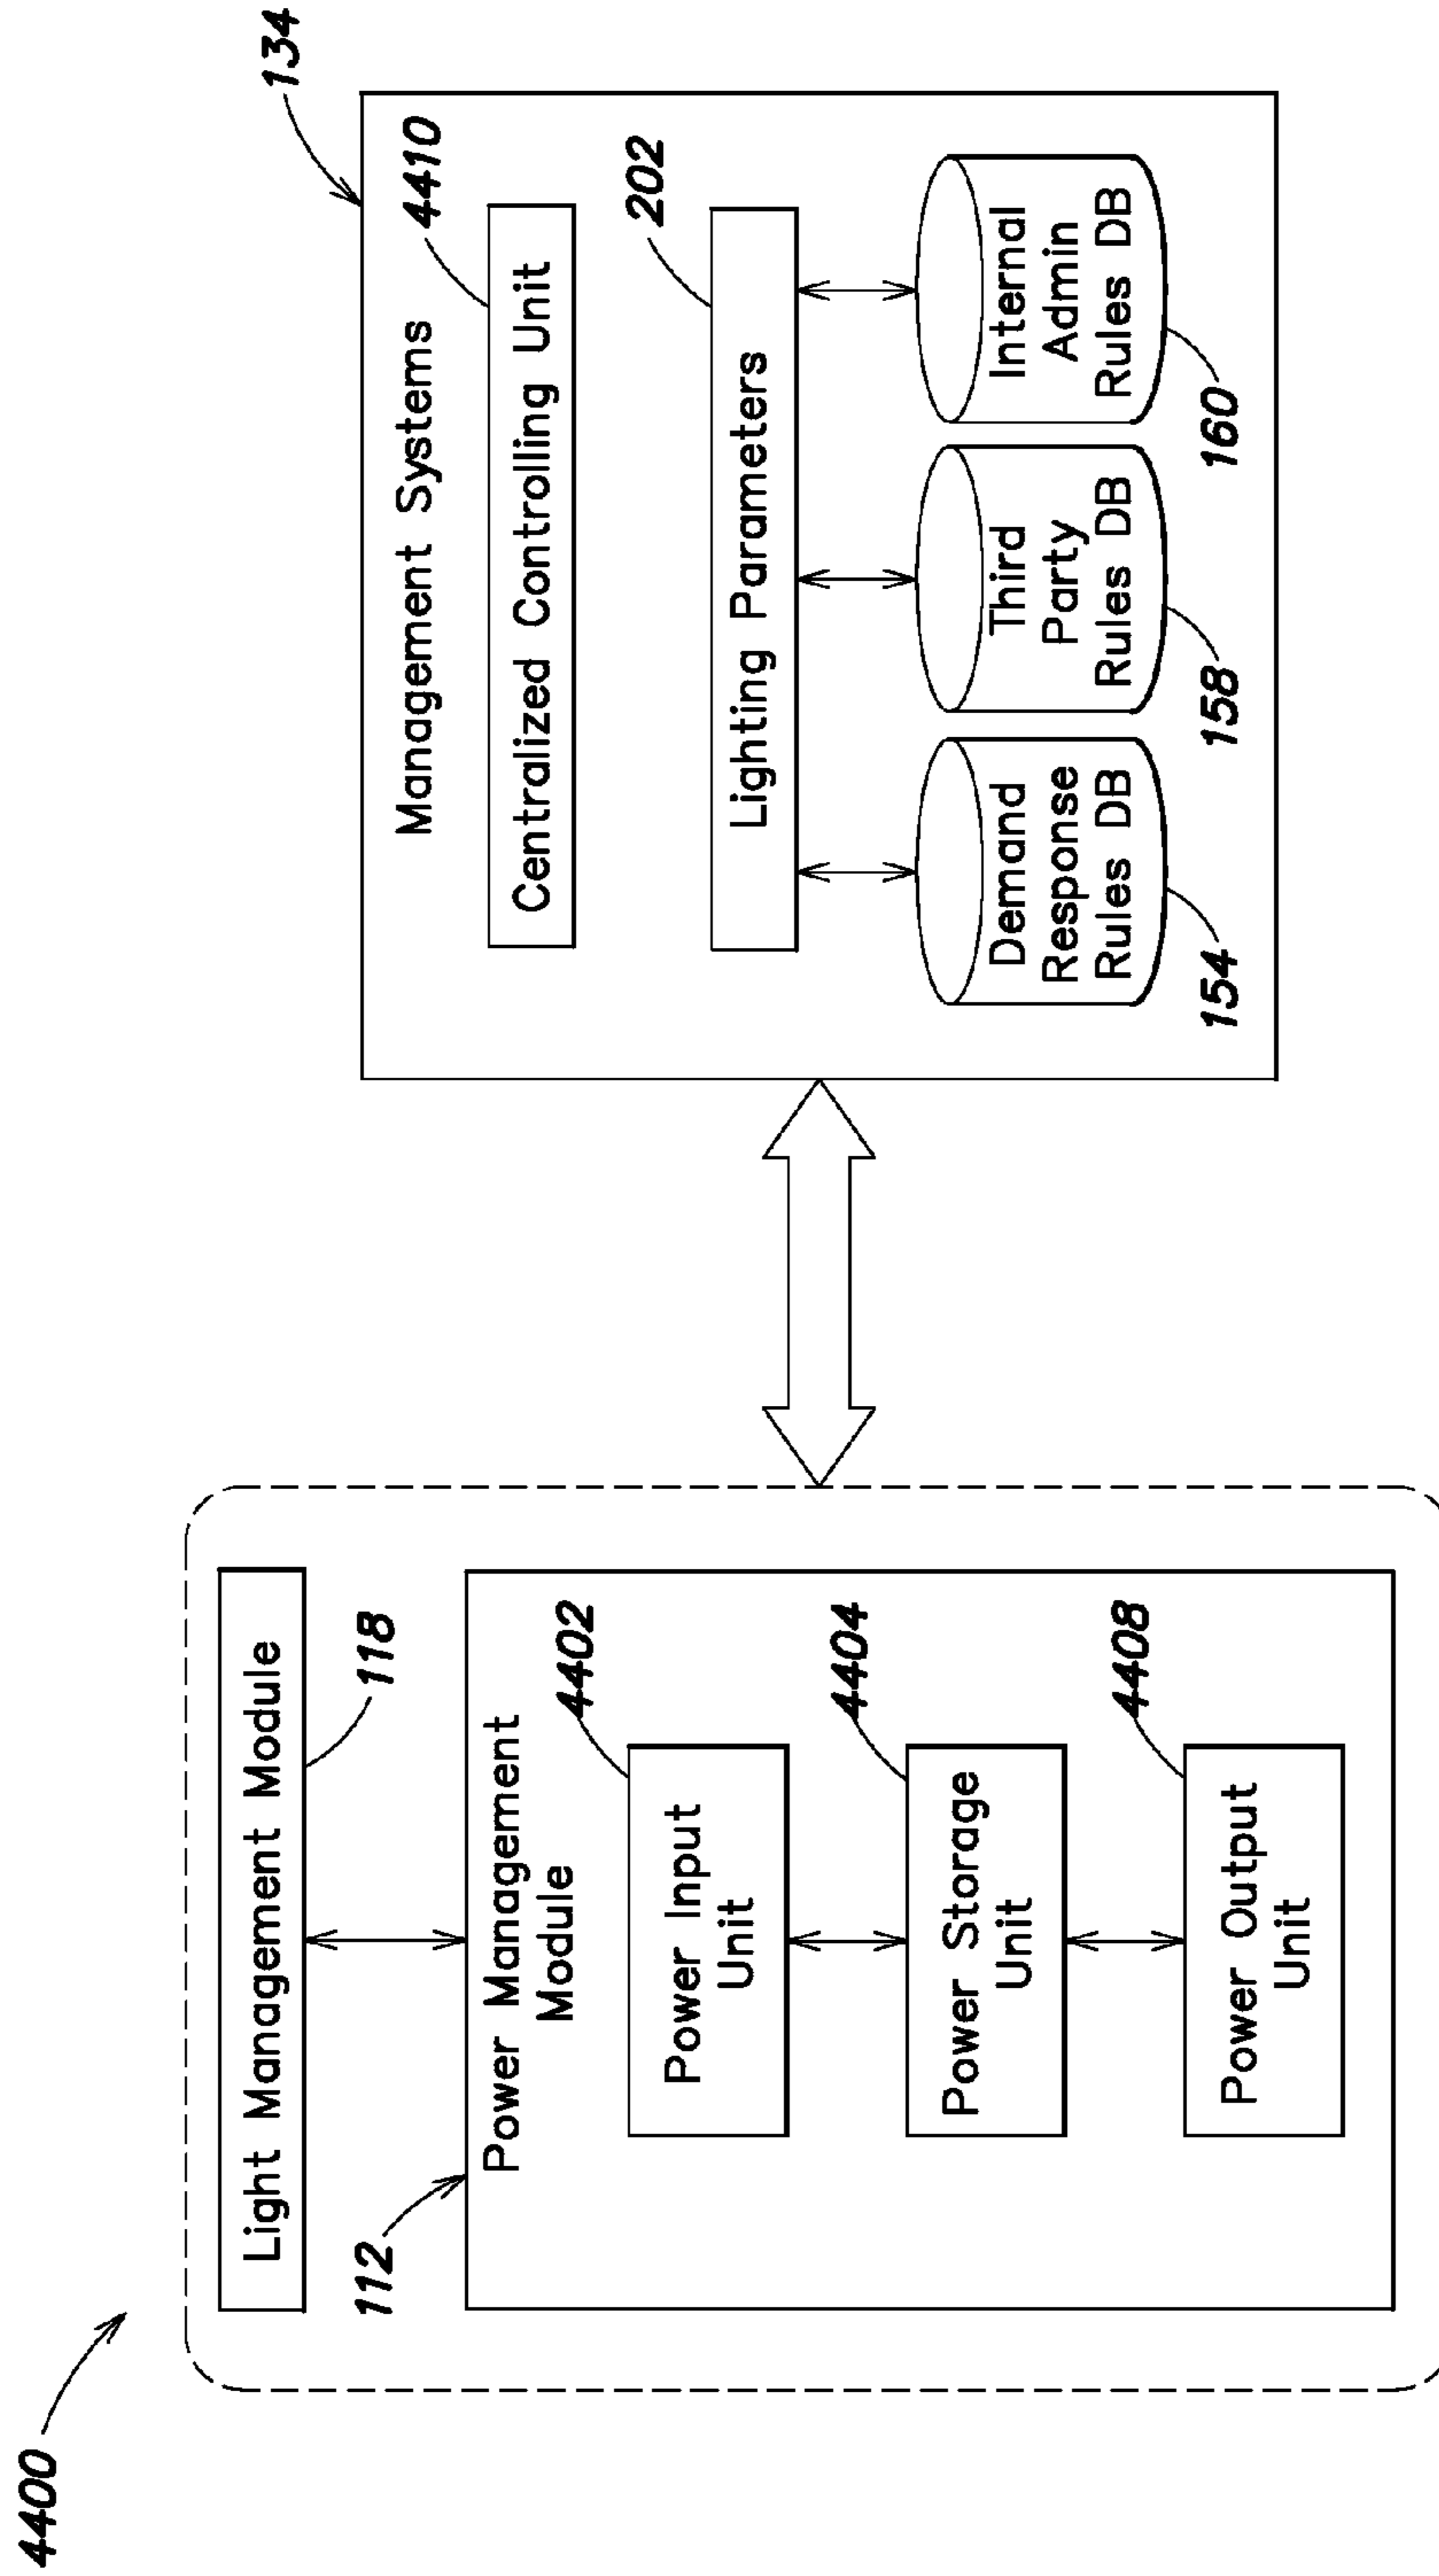 4400
Light Management Module
118
112
Power Management
Module
4402
Power Input
Unit
4404
Power Storage
Unit
4408
Power Output
Unit
134
Management Systems
4410
Centralized Controlling Unit
202
Lighting Parameters
Demand
Response
Rules DB
154
Third
Party
Rules DB
158
Internal
Admin
Rules DB
160